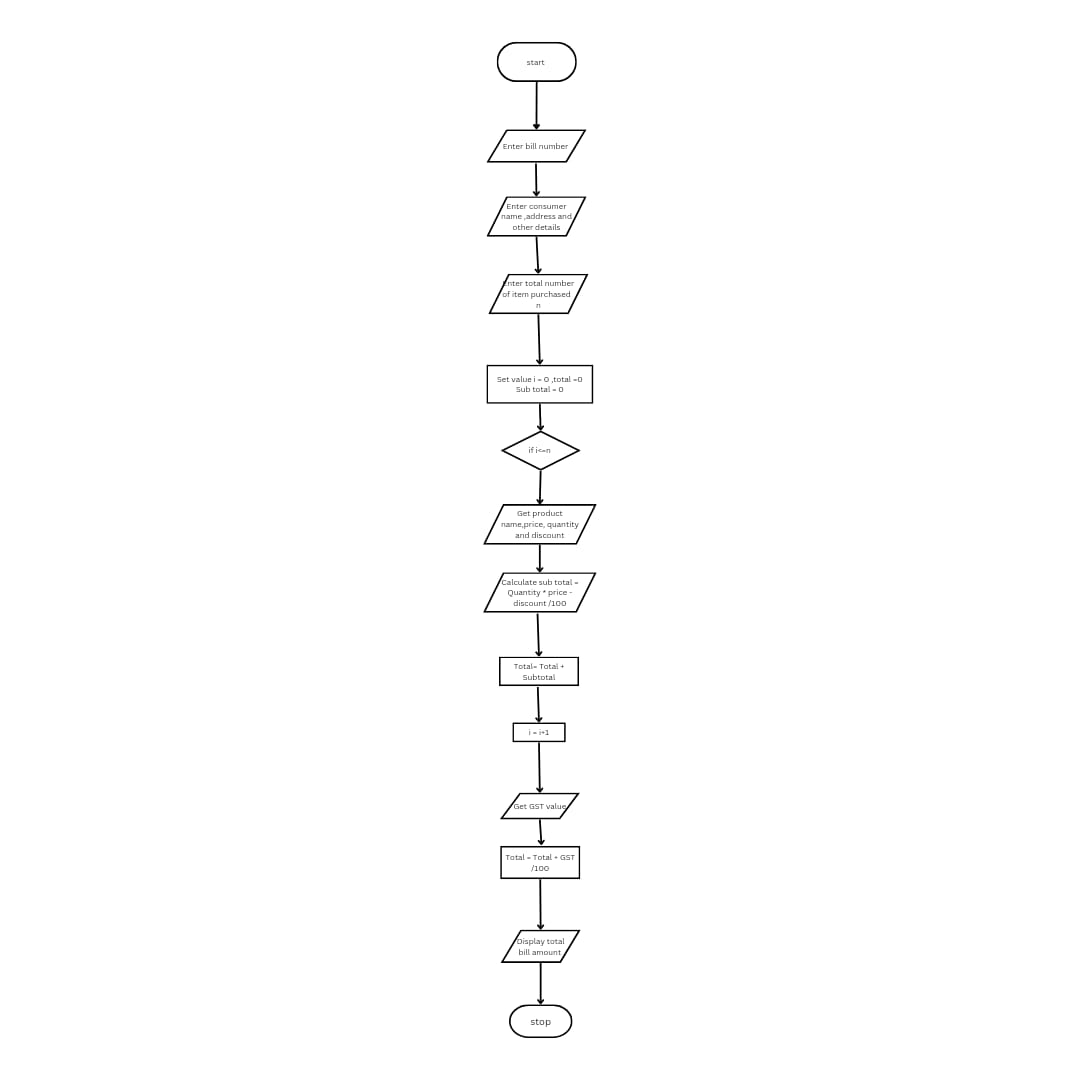 start
Enter bill number
Enter consumer
name ,address and
other details
Enter total number
of item purchased
n
Set value i = 0 ,total =0
Sub total = 0
if i<=n
Get product
name,price, quantity
and discount
Calculate sub total =
Quantity * price -
discount /100
Total= Total +
Subtotal
i = i+1
Get GST value
Total = Total + GST
/100
Display total
bill amount
stop